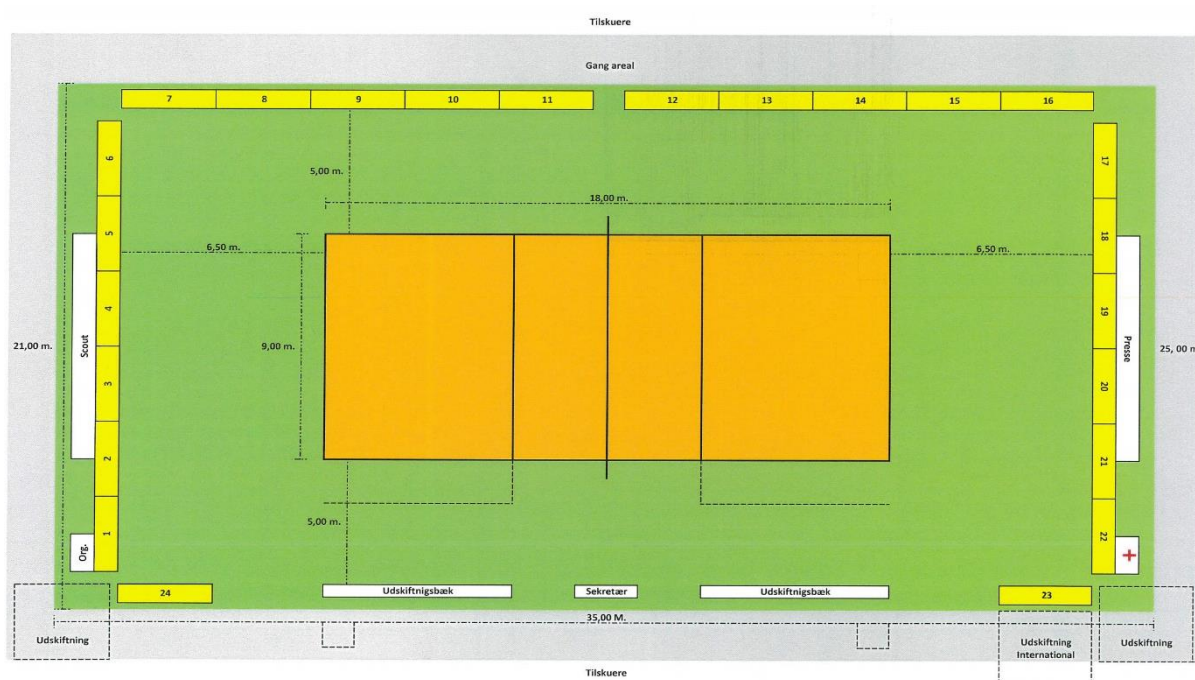 Tilskuere
Gang areal
7 8 9 10 11 12 13 14 15 16
6
5
4
3
2
1
17
18
19
20
21
22
5,00 m.
18,00 m.
6,50 m.
6,50 m.
21,00 m.
Scout
9,00 m.
Presse
25, 00 m
5,00 m.
Org.
24
Udskiftnigsbæk
Sekretær
Udskiftnigsbæk
23
35,00 M.
Udskiftning
Udskiftning
International
Udskiftning
Tilskuere